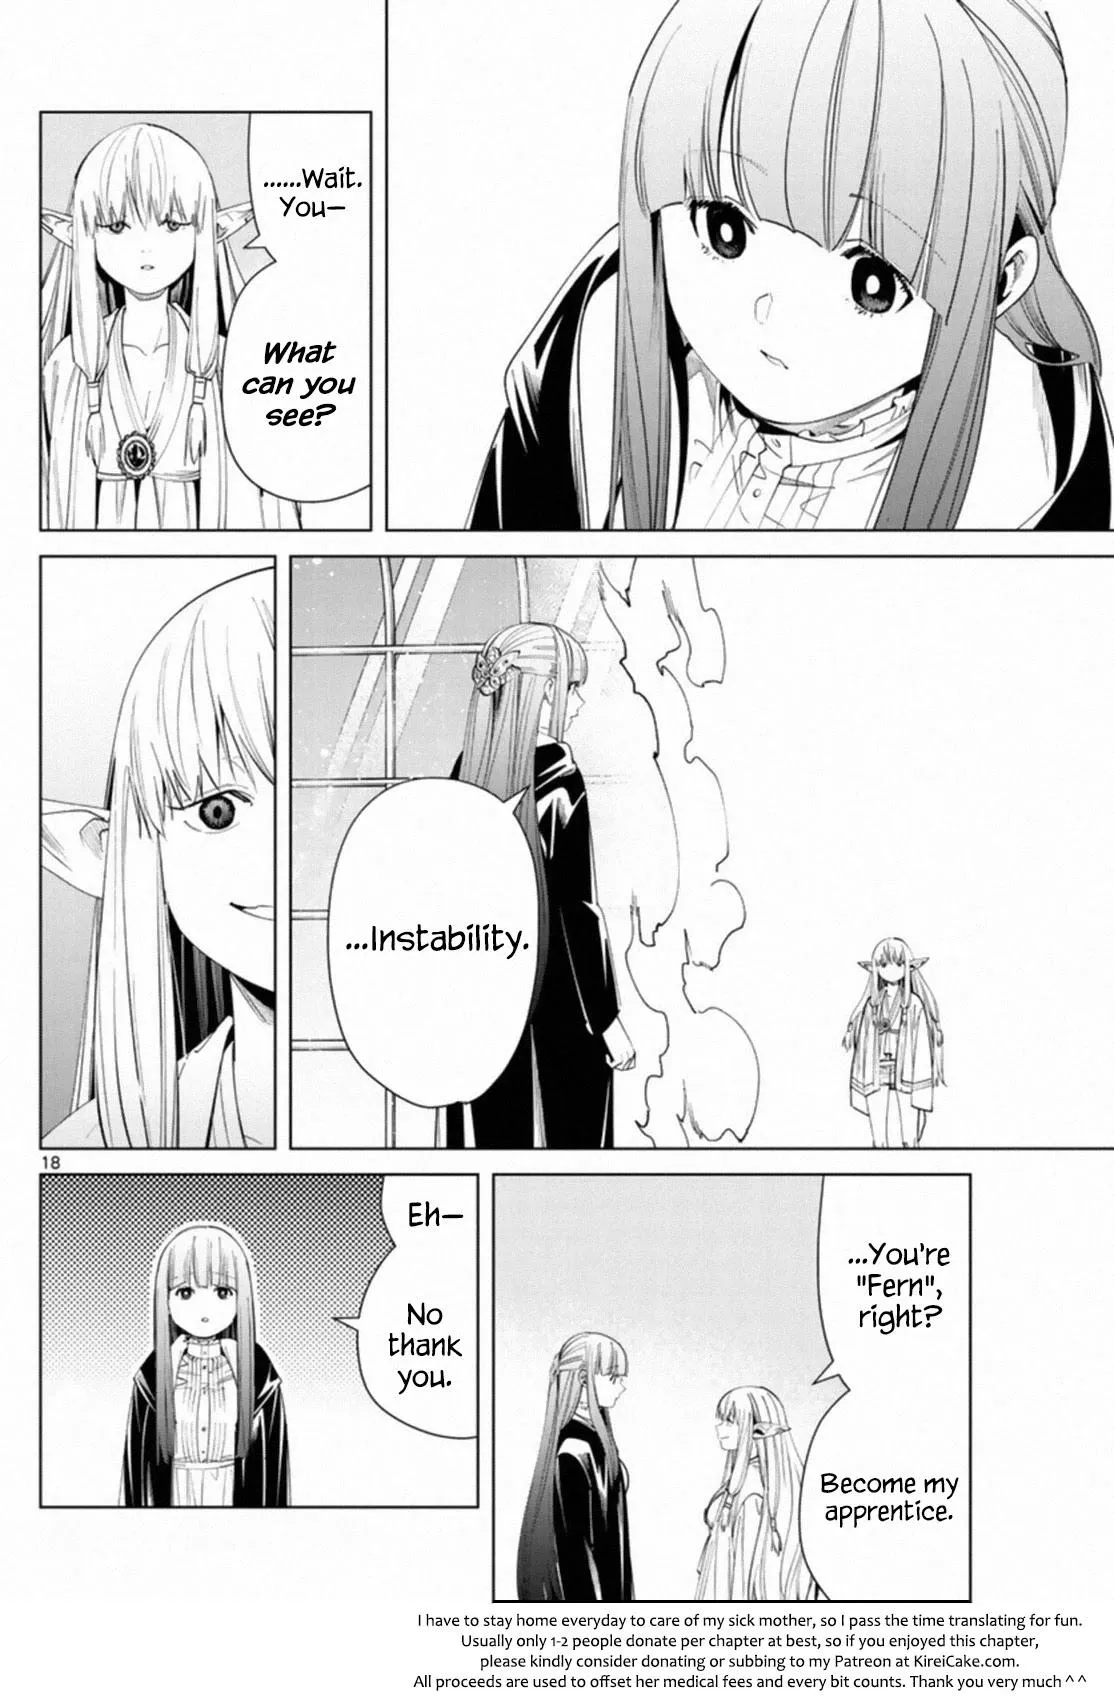 ......Wait.
You—
What
can you
see?
...Instability.
18
...You're
"Fern",
right?
Become my
apprentice.
Eh—
No
thank
you.
I have to stay home everyday to care of my sick mother, so I pass the time translating for fun.
Usually only 1-2 people donate per chapter at best, so if you enjoyed this chapter,
please kindly consider donating or subbing to my Patreon at KireiCake.com.
All proceeds are used to offset her medical fees and every bit counts. Thank you very much ^ ^